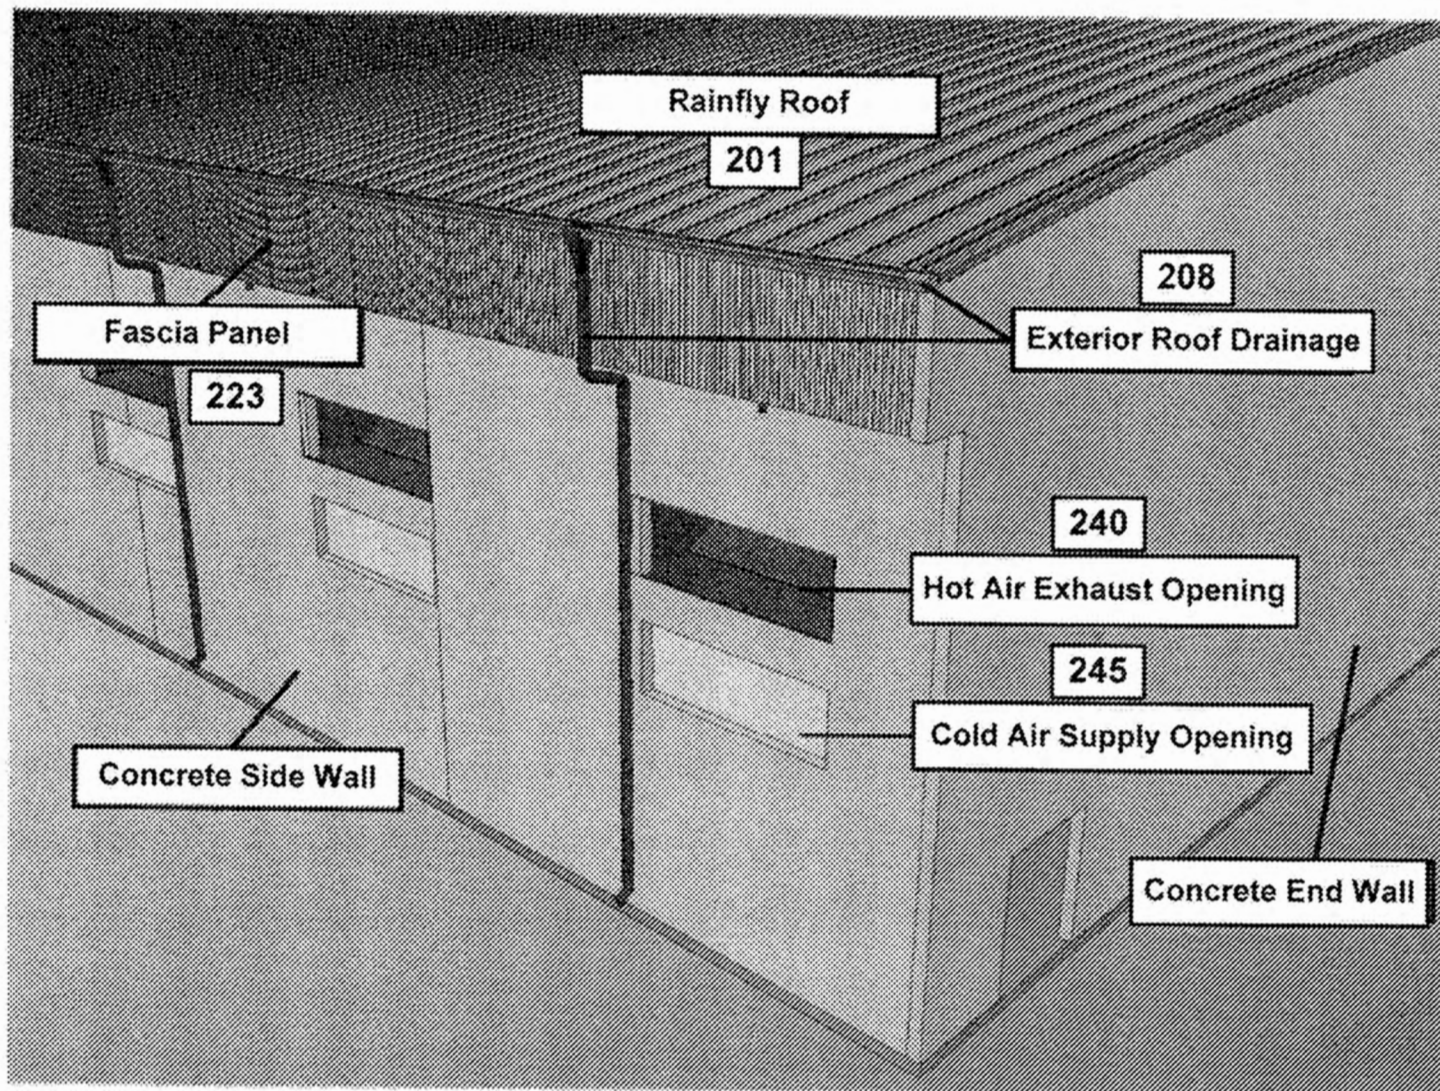 Rainfly Roof
201
208
Exterior Roof Drainage
Fascia Panel
223
240
Hot Air Exhaust Opening
245
Cold Air Supply Opening
Concrete Side Wall
Concrete End Wall